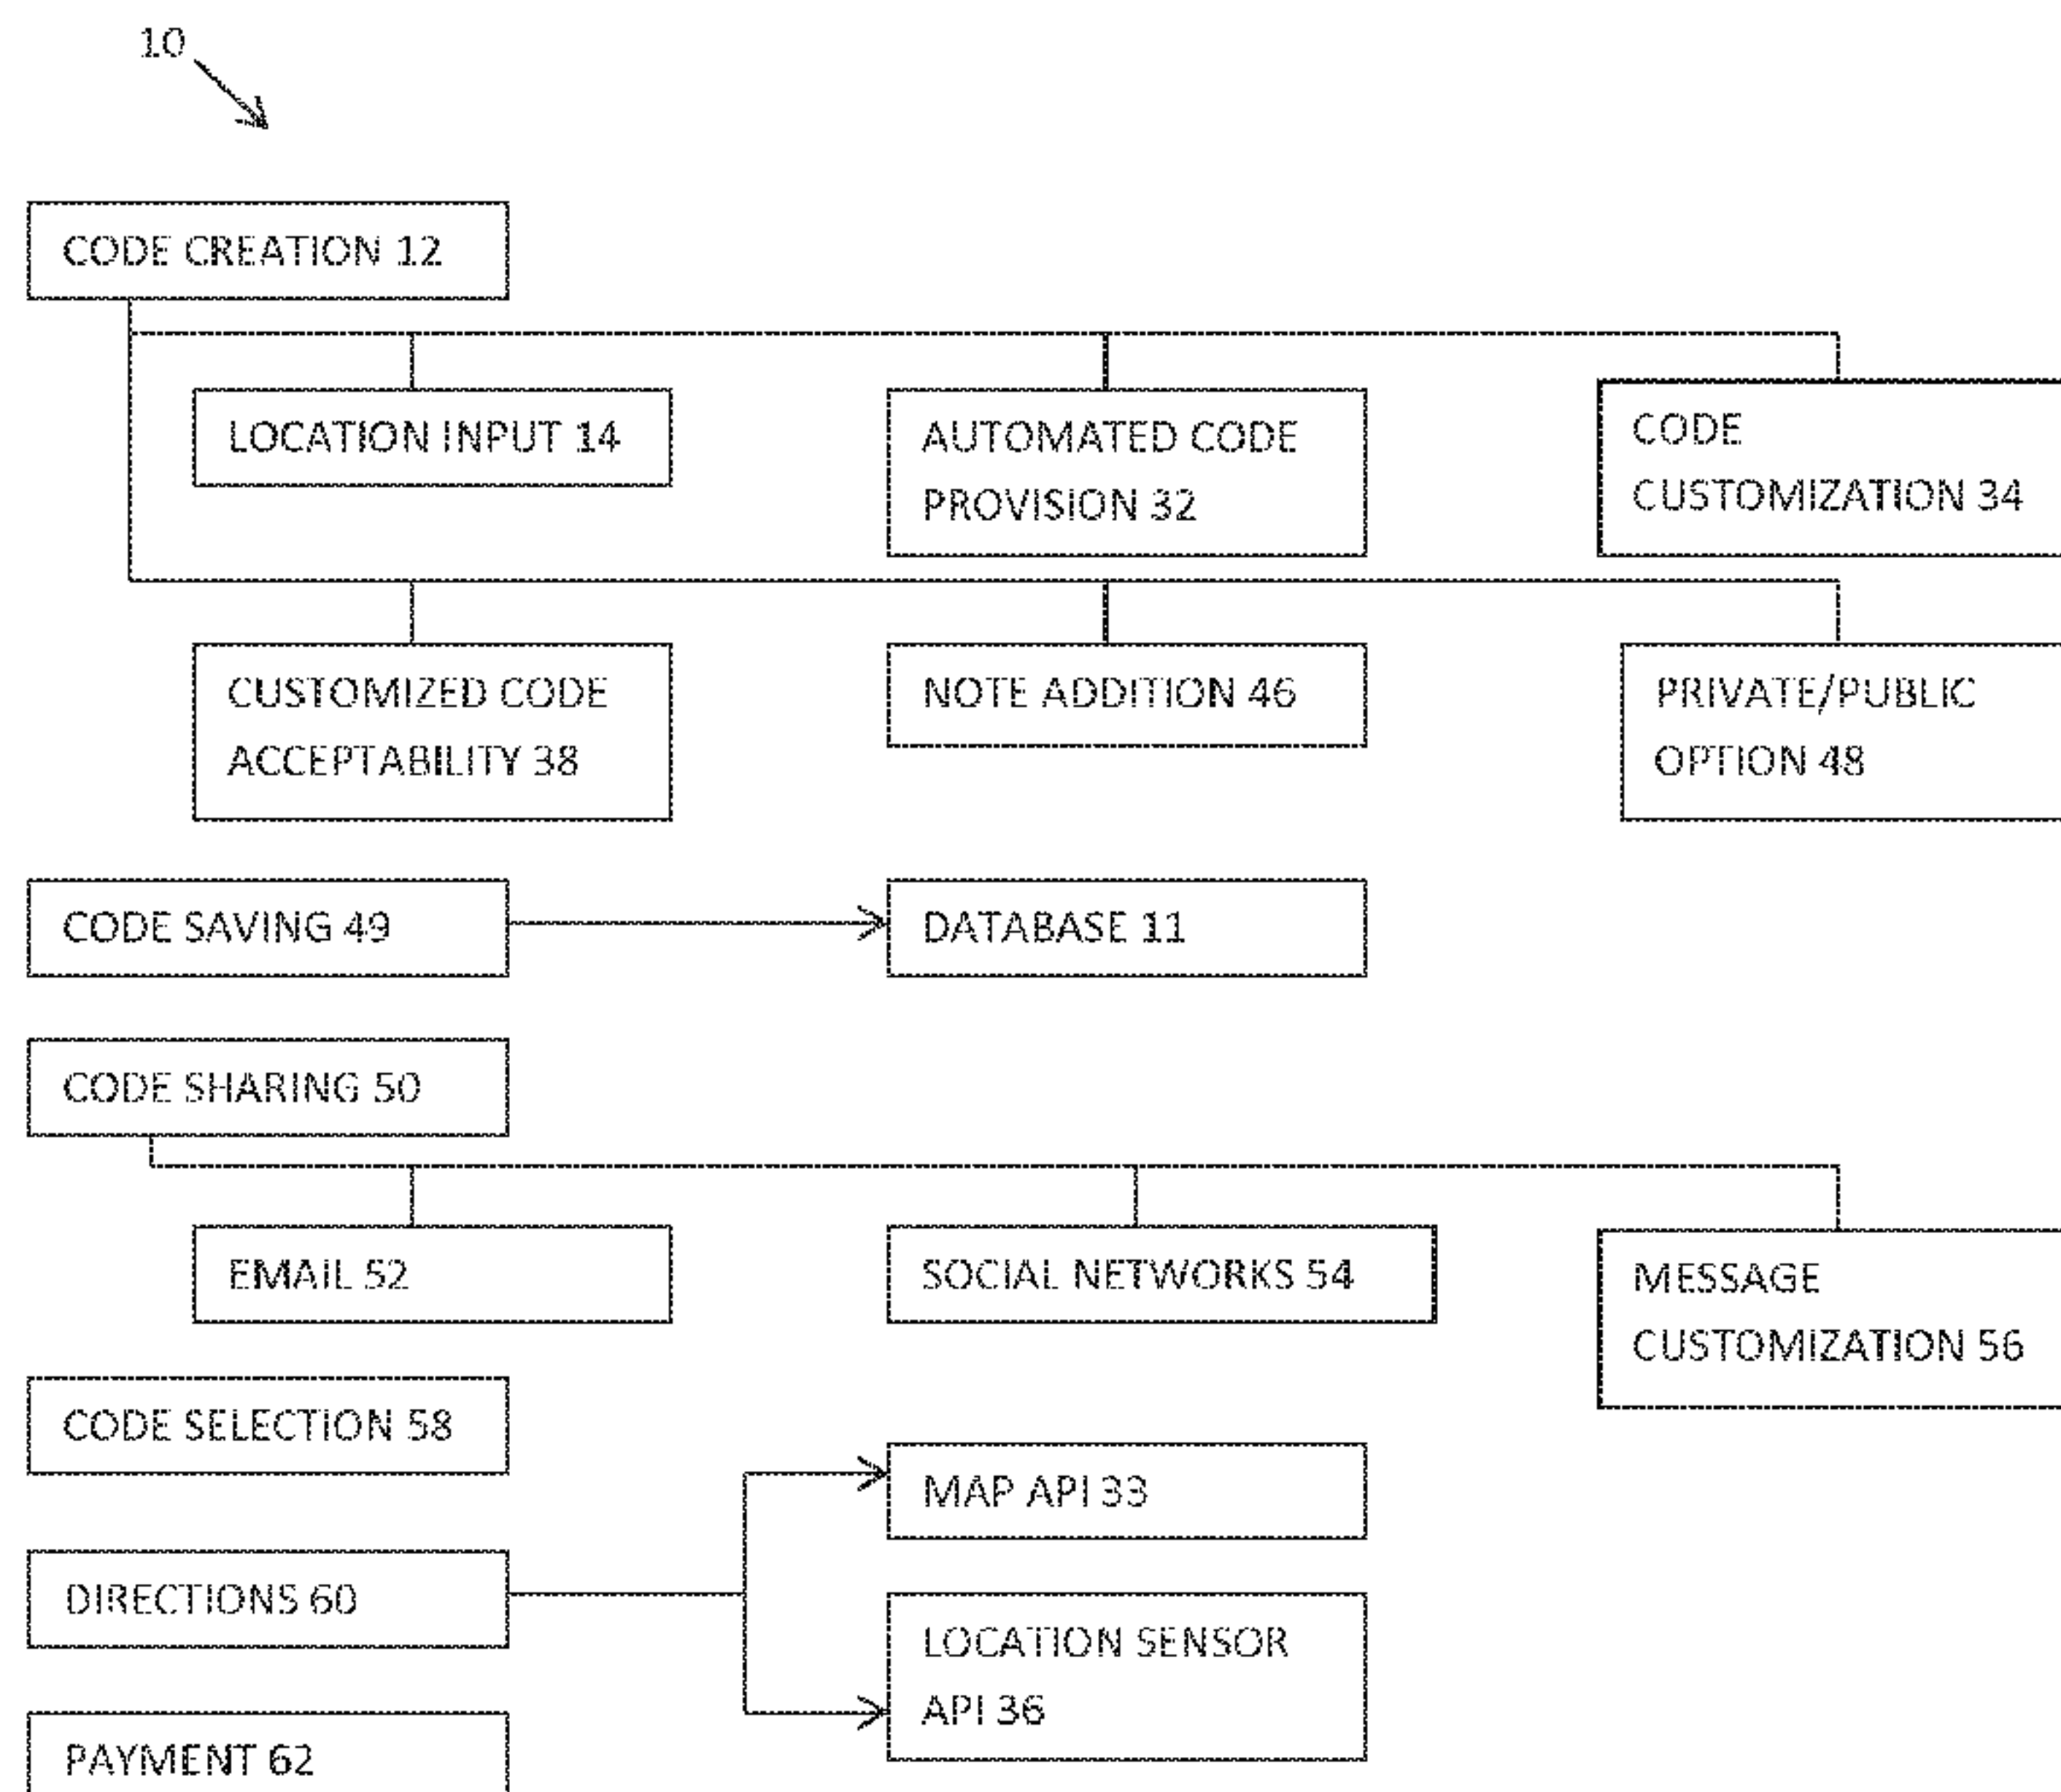 10
CODE CREATION 12
LOCATION INPUT 14
AUTOMATED CODE
PROVISION 32
CODE
CUSTOMIZATION 34
CUSTOMIZED CODE
ACCEPTABILITY 38
NOTE ADDITION 46
PRIVATE/PUBLIC
OPTION 48
CODE SAVING 49
DATABASE 11
CODE SHARING 50
EMAIL 52
SOCIAL NETWORKS 54
MESSAGE
CUSTOMIZATION 56
CODE SELECTION 58
MAP API 33
DIRECTIONS 60
LOCATION SENSOR
API 36
PAYMENT 62